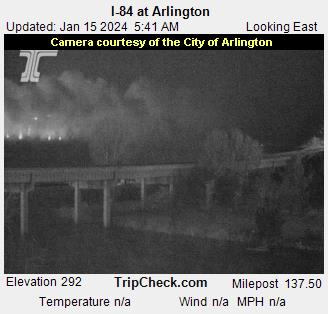 I-84 at Arlington
Updated: Jan 15 2024 5:41 AM Looking East
Camera courtesy of the City of Arlington
Elevation 292 TripCheck.com Milepost 137.50
Temperature n/a Wind n/a MPH n/a